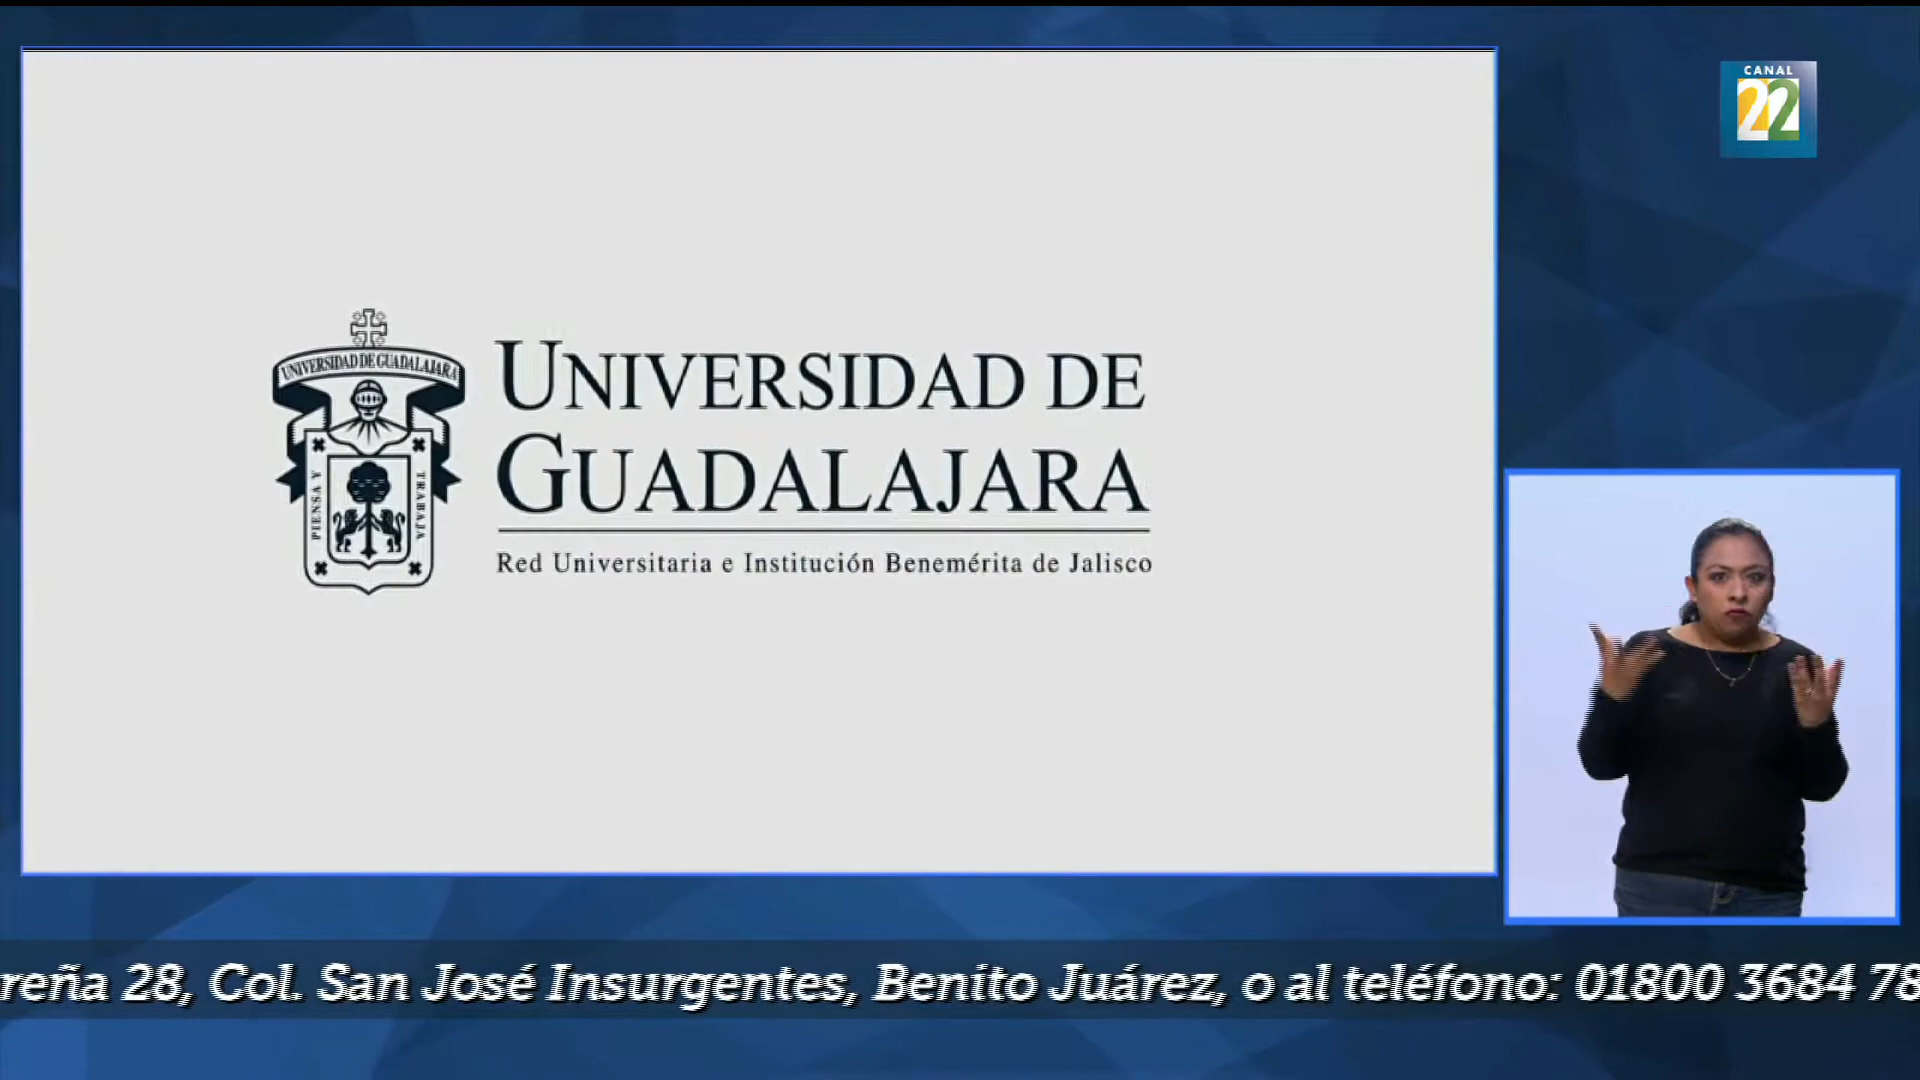 CANAL
22
UNIVERSIDAD DE GUADALAJARA
PIENSA Y
TRABAJA
UNIVERSIDAD DE
GUADALAJARA
Red Universitaria e Institución Benemérita de Jalisco
reña 28, Col. San José Insurgentes, Benito Juárez, o al teléfono: 01800 3684 78